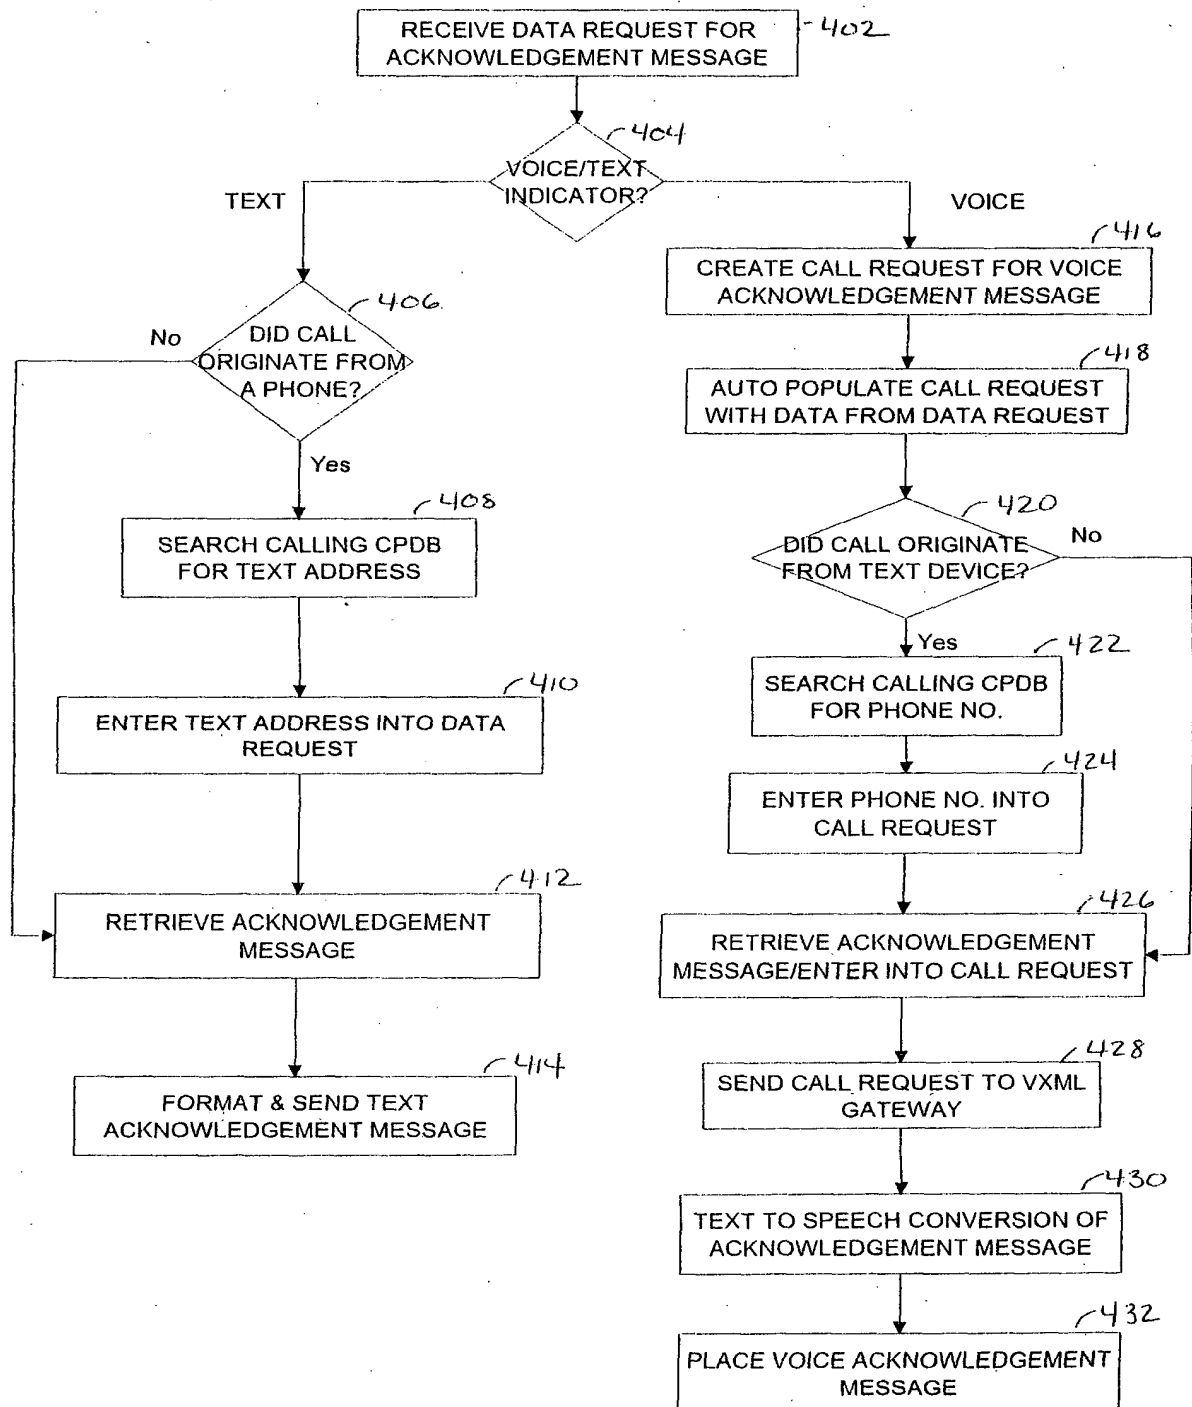 RECEIVE DATA REQUEST FOR
ACKNOWLEDGEMENT MESSAGE
402
404
VOICE/TEXT
INDICATOR?
TEXT
VOICE
406
DID CALL
ORIGINATE FROM
A PHONE?
No
Yes
408
SEARCH CALLING CPDB
FOR TEXT ADDRESS
410
ENTER TEXT ADDRESS INTO DATA
REQUEST
412
RETRIEVE ACKNOWLEDGEMENT
MESSAGE
414
FORMAT & SEND TEXT
ACKNOWLEDGEMENT MESSAGE
416
CREATE CALL REQUEST FOR VOICE
ACKNOWLEDGEMENT MESSAGE
418
AUTO POPULATE CALL REQUEST
WITH DATA FROM DATA REQUEST
420
DID CALL ORIGINATE
FROM TEXT DEVICE?
No
Yes
422
SEARCH CALLING CPDB
FOR PHONE NO.
424
ENTER PHONE NO. INTO
CALL REQUEST
426
RETRIEVE ACKNOWLEDGEMENT
MESSAGE/ENTER INTO CALL REQUEST
428
SEND CALL REQUEST TO VXML
GATEWAY
430
TEXT TO SPEECH CONVERSION OF
ACKNOWLEDGEMENT MESSAGE
432
PLACE VOICE ACKNOWLEDGEMENT
MESSAGE